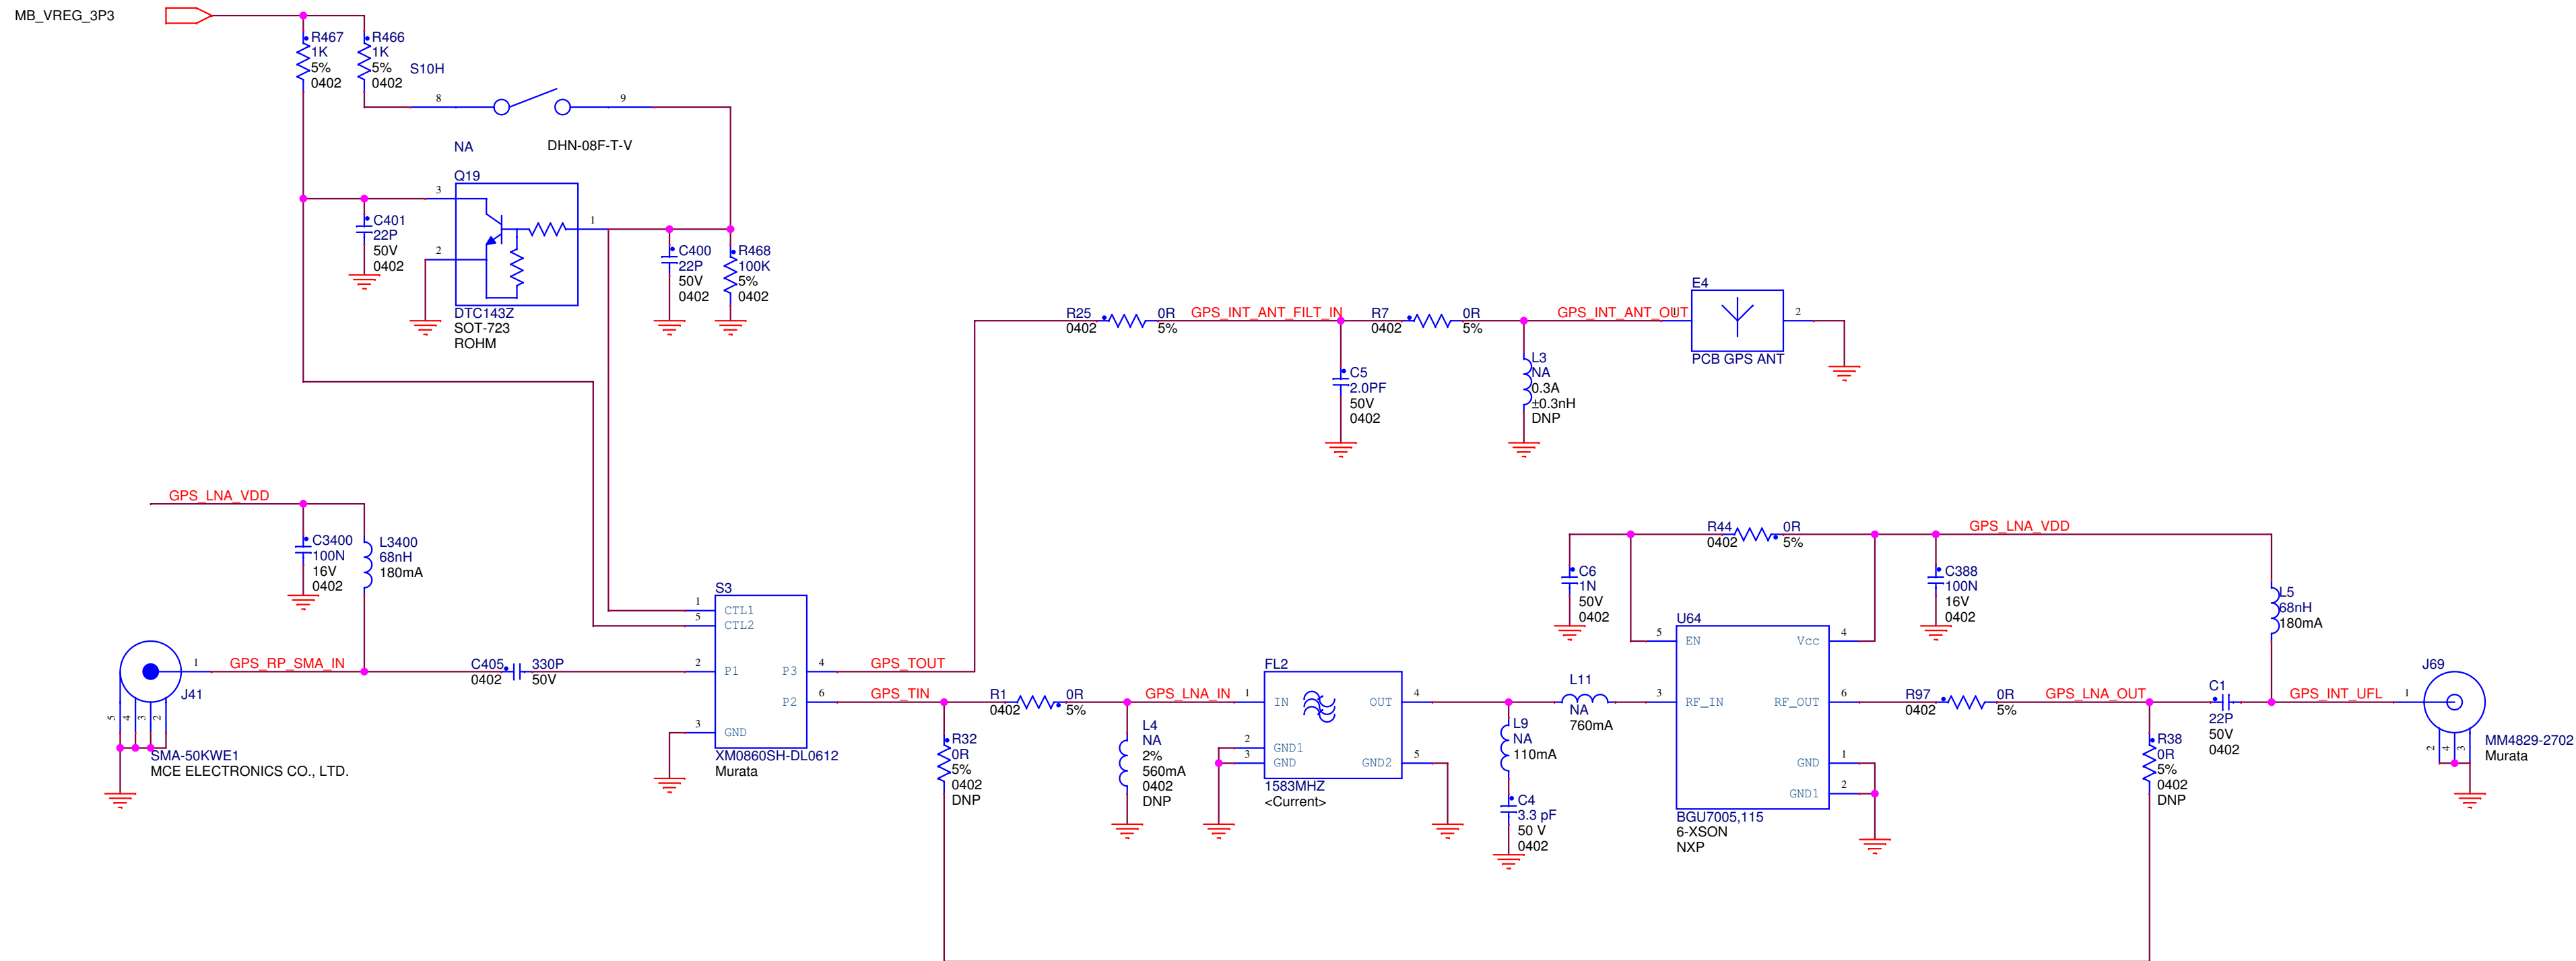 MB_VREG_3P3
R467
1K
5%
0402
R466
1K
5%
0402
S10H
8
9
NA
DHN-08F-T-V
Q19
3
2
1
C401
22P
50V
0402
DTC143Z
SOT-723
ROHM
C400
22P
50V
0402
R468
100K
5%
0402
R25
0402
0R
5%
GPS_INT_ANT_FILT_IN
R7
0402
0R
5%
GPS_INT_ANT_OUT
E4
2
PCB GPS ANT
C5
2.0PF
50V
0402
L3
NA
0.3A
±0.3nH
DNP
GPS_LNA_VDD
C3400
100N
16V
0402
L3400
68nH
180mA
J41
1
GPS_RP_SMA_IN
5
4
3
2
SMA-50KWE1
MCE ELECTRONICS CO., LTD.
C405
0402
330P
50V
S3
1
CTL1
5
CTL2
2
P1
P3
4
P2
6
3
GND
XM0860SH-DL0612
Murata
GPS_TOUT
GPS_TIN
R32
0R
5%
0402
DNP
R1
0402
0R
5%
GPS_LNA_IN
L4
NA
2%
560mA
0402
DNP
FL2
1
IN
OUT
4
2
GND1
3
GND
GND2
5
1583MHZ
<Current>
L9
NA
110mA
C4
3.3 pF
50 V
0402
L11
NA
760mA
C6
1N
50V
0402
R44
0402
0R
5%
GPS_LNA_VDD
C388
100N
16V
0402
U64
5
EN
Vcc
4
3
RF_IN
RF_OUT
6
GND
1
GND1
2
BGU7005,115
6-XSON
NXP
R97
0402
0R
5%
GPS_LNA_OUT
R38
0R
5%
0402
DNP
C1
22P
50V
0402
L5
68nH
180mA
GPS_INT_UFL
J69
1
2
4
3
MM4829-2702
Murata